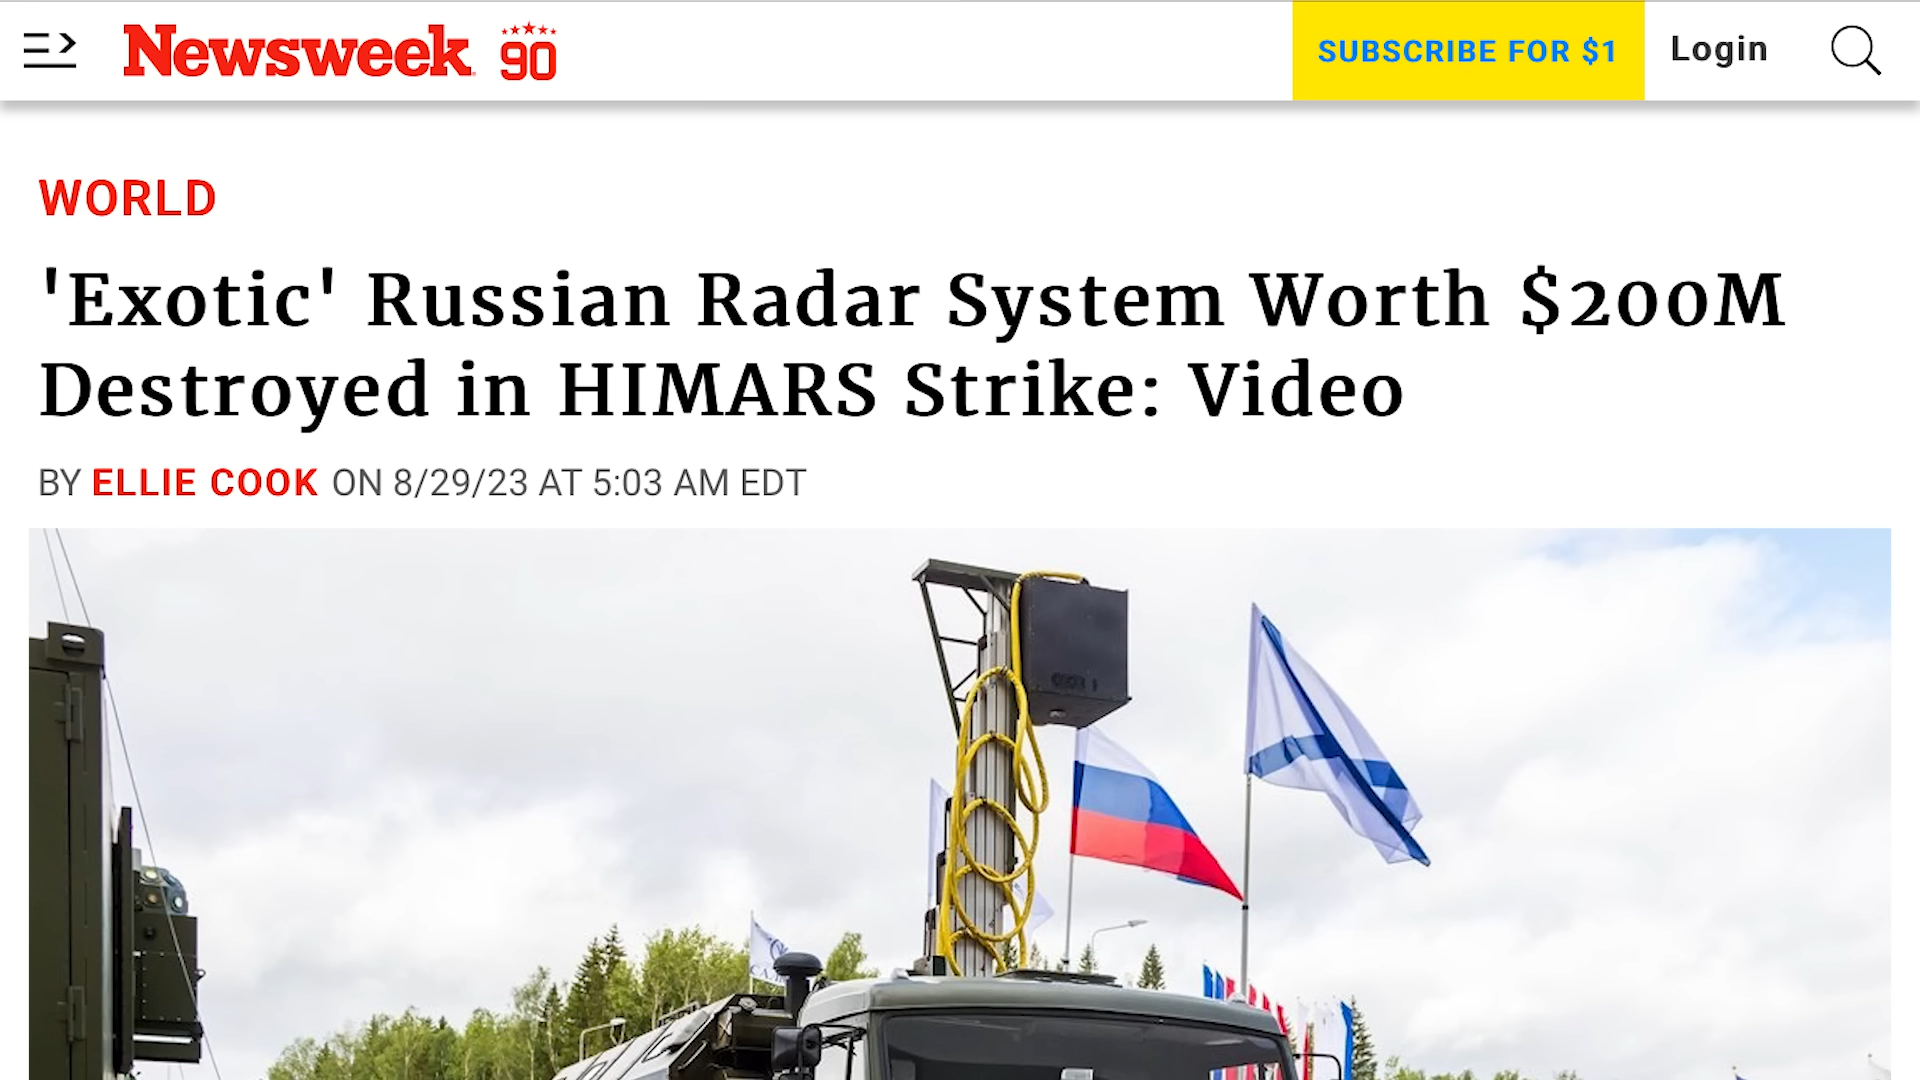 Newsweek 90
SUBSCRIBE FOR $1
Login
WORLD
'Exotic' Russian Radar System Worth $200M
Destroyed in HIMARS Strike: Video
BY ELLIE COOK ON 8/29/23 AT 5:03 AM EDT